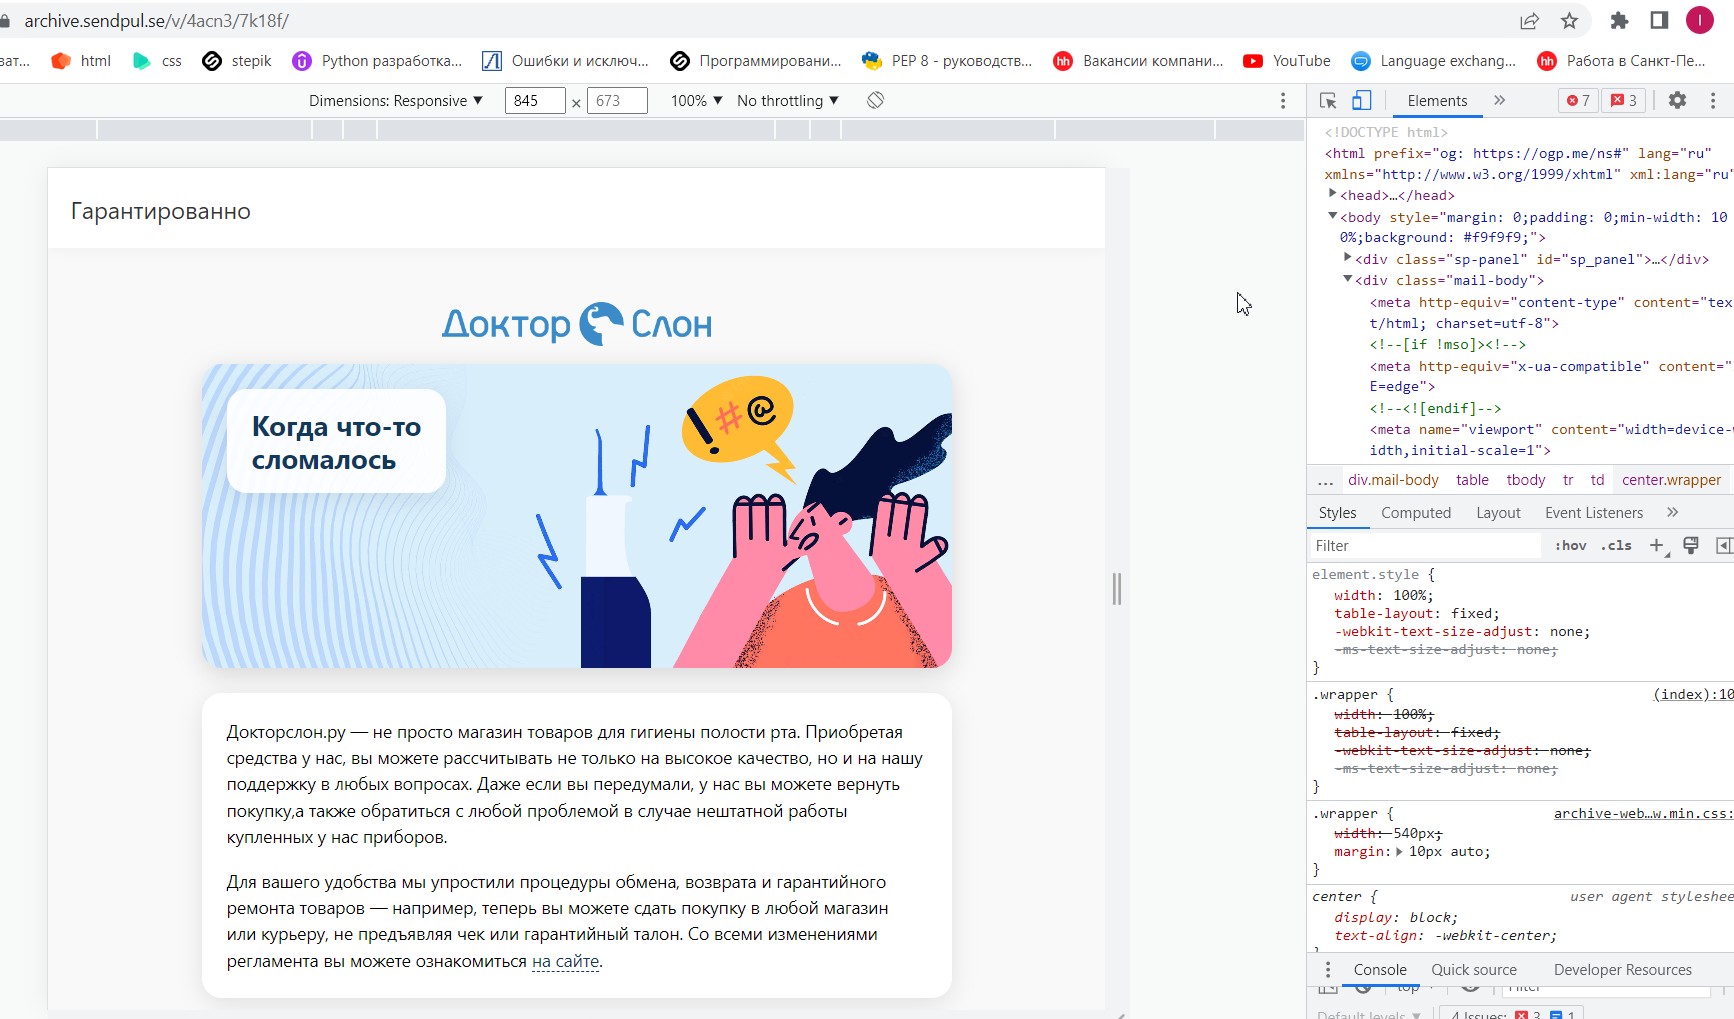 archive.sendpul.se/v/4acn3/7k18f/
I
ват...
html
css
stepik
Python разработка...
Ошибки и исключ...
Программировани...
PEP 8 - руководств...
hh
Вакансии компани...
YouTube
Language exchang...
hh
Работа в Санкт-Пе...
Dimensions: Responsive ▼
845 × 673
100% ▼
No throttling ▼
Elements
»
7
3
<!DOCTYPE html>
<html prefix="og: https://ogp.me/ns#" lang="ru"
xmlns="http://www.w3.org/1999/xhtml" xml:lang="ru"
<head>…</head>
<body style="margin: 0;padding: 0;min-width: 10
0%;background: #f9f9f9;">
<div class="sp-panel" id="sp_panel">…</div>
<div class="mail-body">
<meta http-equiv="content-type" content="tex
t/html; charset=utf-8">
<!--[if !mso]><!-->
<meta http-equiv="x-ua-compatible" content="
E=edge">
<!--<![endif]-->
<meta name="viewport" content="width=device-w
idth,initial-scale=1">
... div.mail-body table tbody tr td center.wrapper
Styles Computed Layout Event Listeners »
Filter :hov .cls +
element.style {
width: 100%;
table-layout: fixed;
-webkit-text-size-adjust: none;
-ms-text-size-adjust: none;
}
.wrapper { (index):10
width: 100%;
table-layout: fixed;
-webkit-text-size-adjust: none;
-ms-text-size-adjust: none;
}
.wrapper { archive-web…w.min.css:
width: 540px;
margin: 10px auto;
}
center { user agent styleshee
display: block;
text-align: -webkit-center;
}
Console Quick source Developer Resources
top
Filter
Default levels ▼
4 Issues: 3 1
Гарантированно
Доктор Слон
Когда что-то
сломалось
!#@
Докторслон.ру — не просто магазин товаров для гигиены полости рта. Приобретая
средства у нас, вы можете рассчитывать не только на высокое качество, но и на нашу
поддержку в любых вопросах. Даже если вы передумали, у нас вы можете вернуть
покупку,а также обратиться с любой проблемой в случае нештатной работы
купленных у нас приборов.
Для вашего удобства мы упростили процедуры обмена, возврата и гарантийного
ремонта товаров — например, теперь вы можете сдать покупку в любой магазин
или курьеру, не предъявляя чек или гарантийный талон. Со всеми изменениями
регламента вы можете ознакомиться на сайте.